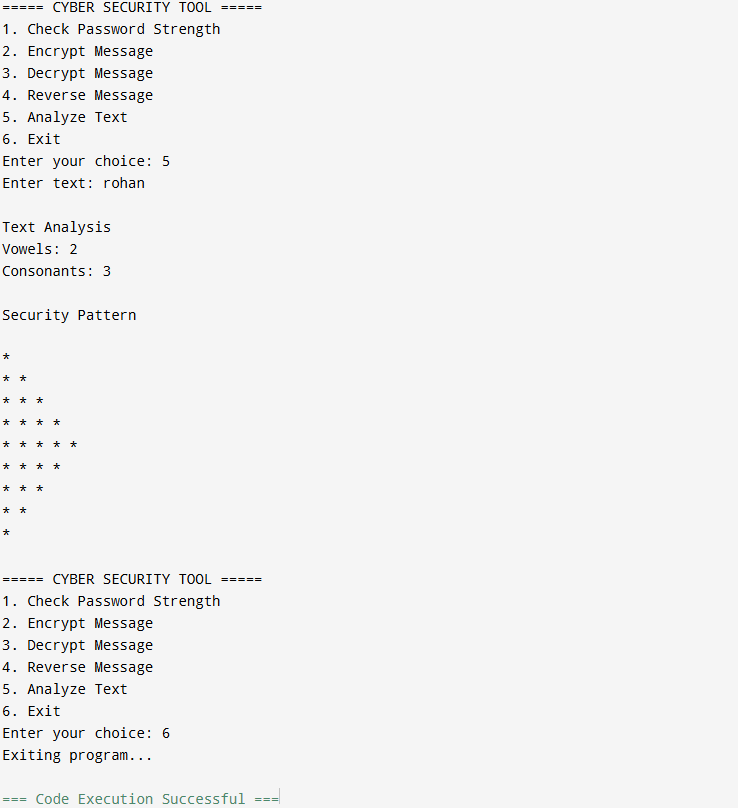 ===== CYBER SECURITY TOOL =====
1. Check Password Strength
2. Encrypt Message
3. Decrypt Message
4. Reverse Message
5. Analyze Text
6. Exit
Enter your choice: 5
Enter text: rohan

Text Analysis
Vowels: 2
Consonants: 3

Security Pattern

*
* *
* * *
* * * *
* * * * *
* * * *
* * *
* *
*

===== CYBER SECURITY TOOL =====
1. Check Password Strength
2. Encrypt Message
3. Decrypt Message
4. Reverse Message
5. Analyze Text
6. Exit
Enter your choice: 6
Exiting program...

=== Code Execution Successful ===